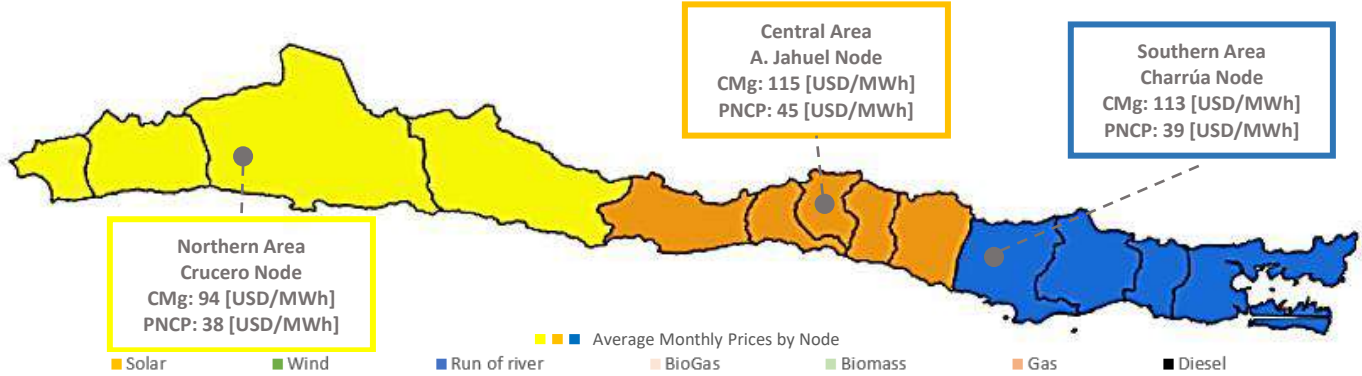 Central Area
A. Jahuel Node
CMg: 115 [USD/MWh]
PNCP: 45 [USD/MWh]
Southern Area
Charrúa Node
CMg: 113 [USD/MWh]
PNCP: 39 [USD/MWh]
Northern Area
Crucero Node
CMg: 94 [USD/MWh]
PNCP: 38 [USD/MWh]
Average Monthly Prices by Node
Solar Wind Run of river BioGas Biomass Gas Diesel